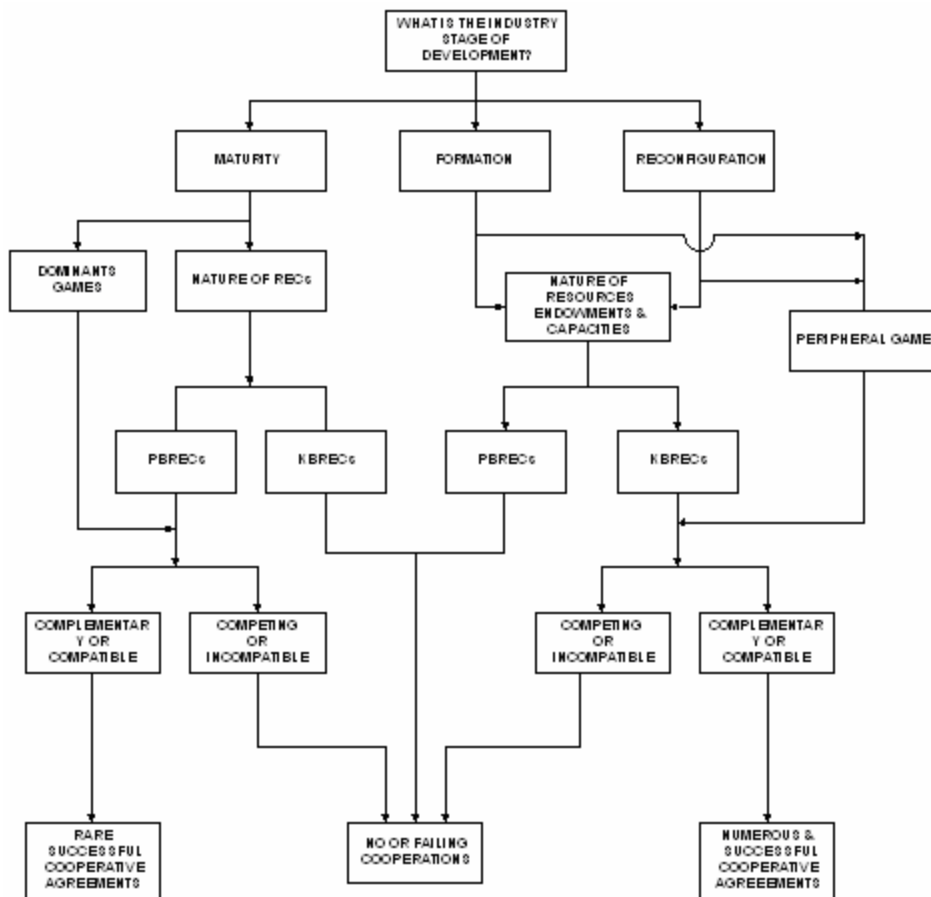 WHAT IS THE INDUSTRY
STAGE OF
DEVELOPMENT?
MATURITY
FORMATION
RECONFIGURATION
DOMINANTS
GAMES
NATURE OF RECs
NATURE OF
RESOURCES
ENDOWMENTS &
CAPACITIES
PERIPHERAL GAME
PBRECs
KBRECs
PBRECs
KBRECs
COMPLEMENTAR
Y OR
COMPATIBLE
COMPETING
OR
INCOMPATIBLE
COMPETING
OR
INCOMPATIBLE
COMPLEMENTAR
Y OR
COMPATIBLE
RARE
SUCCESSFUL
COOPERATIVE
AGREEMENTS
NO OR FAILING
COOPERATIONS
NUMEROUS &
SUCCESSFUL
COOPERATIVE
AGREEEMENTS